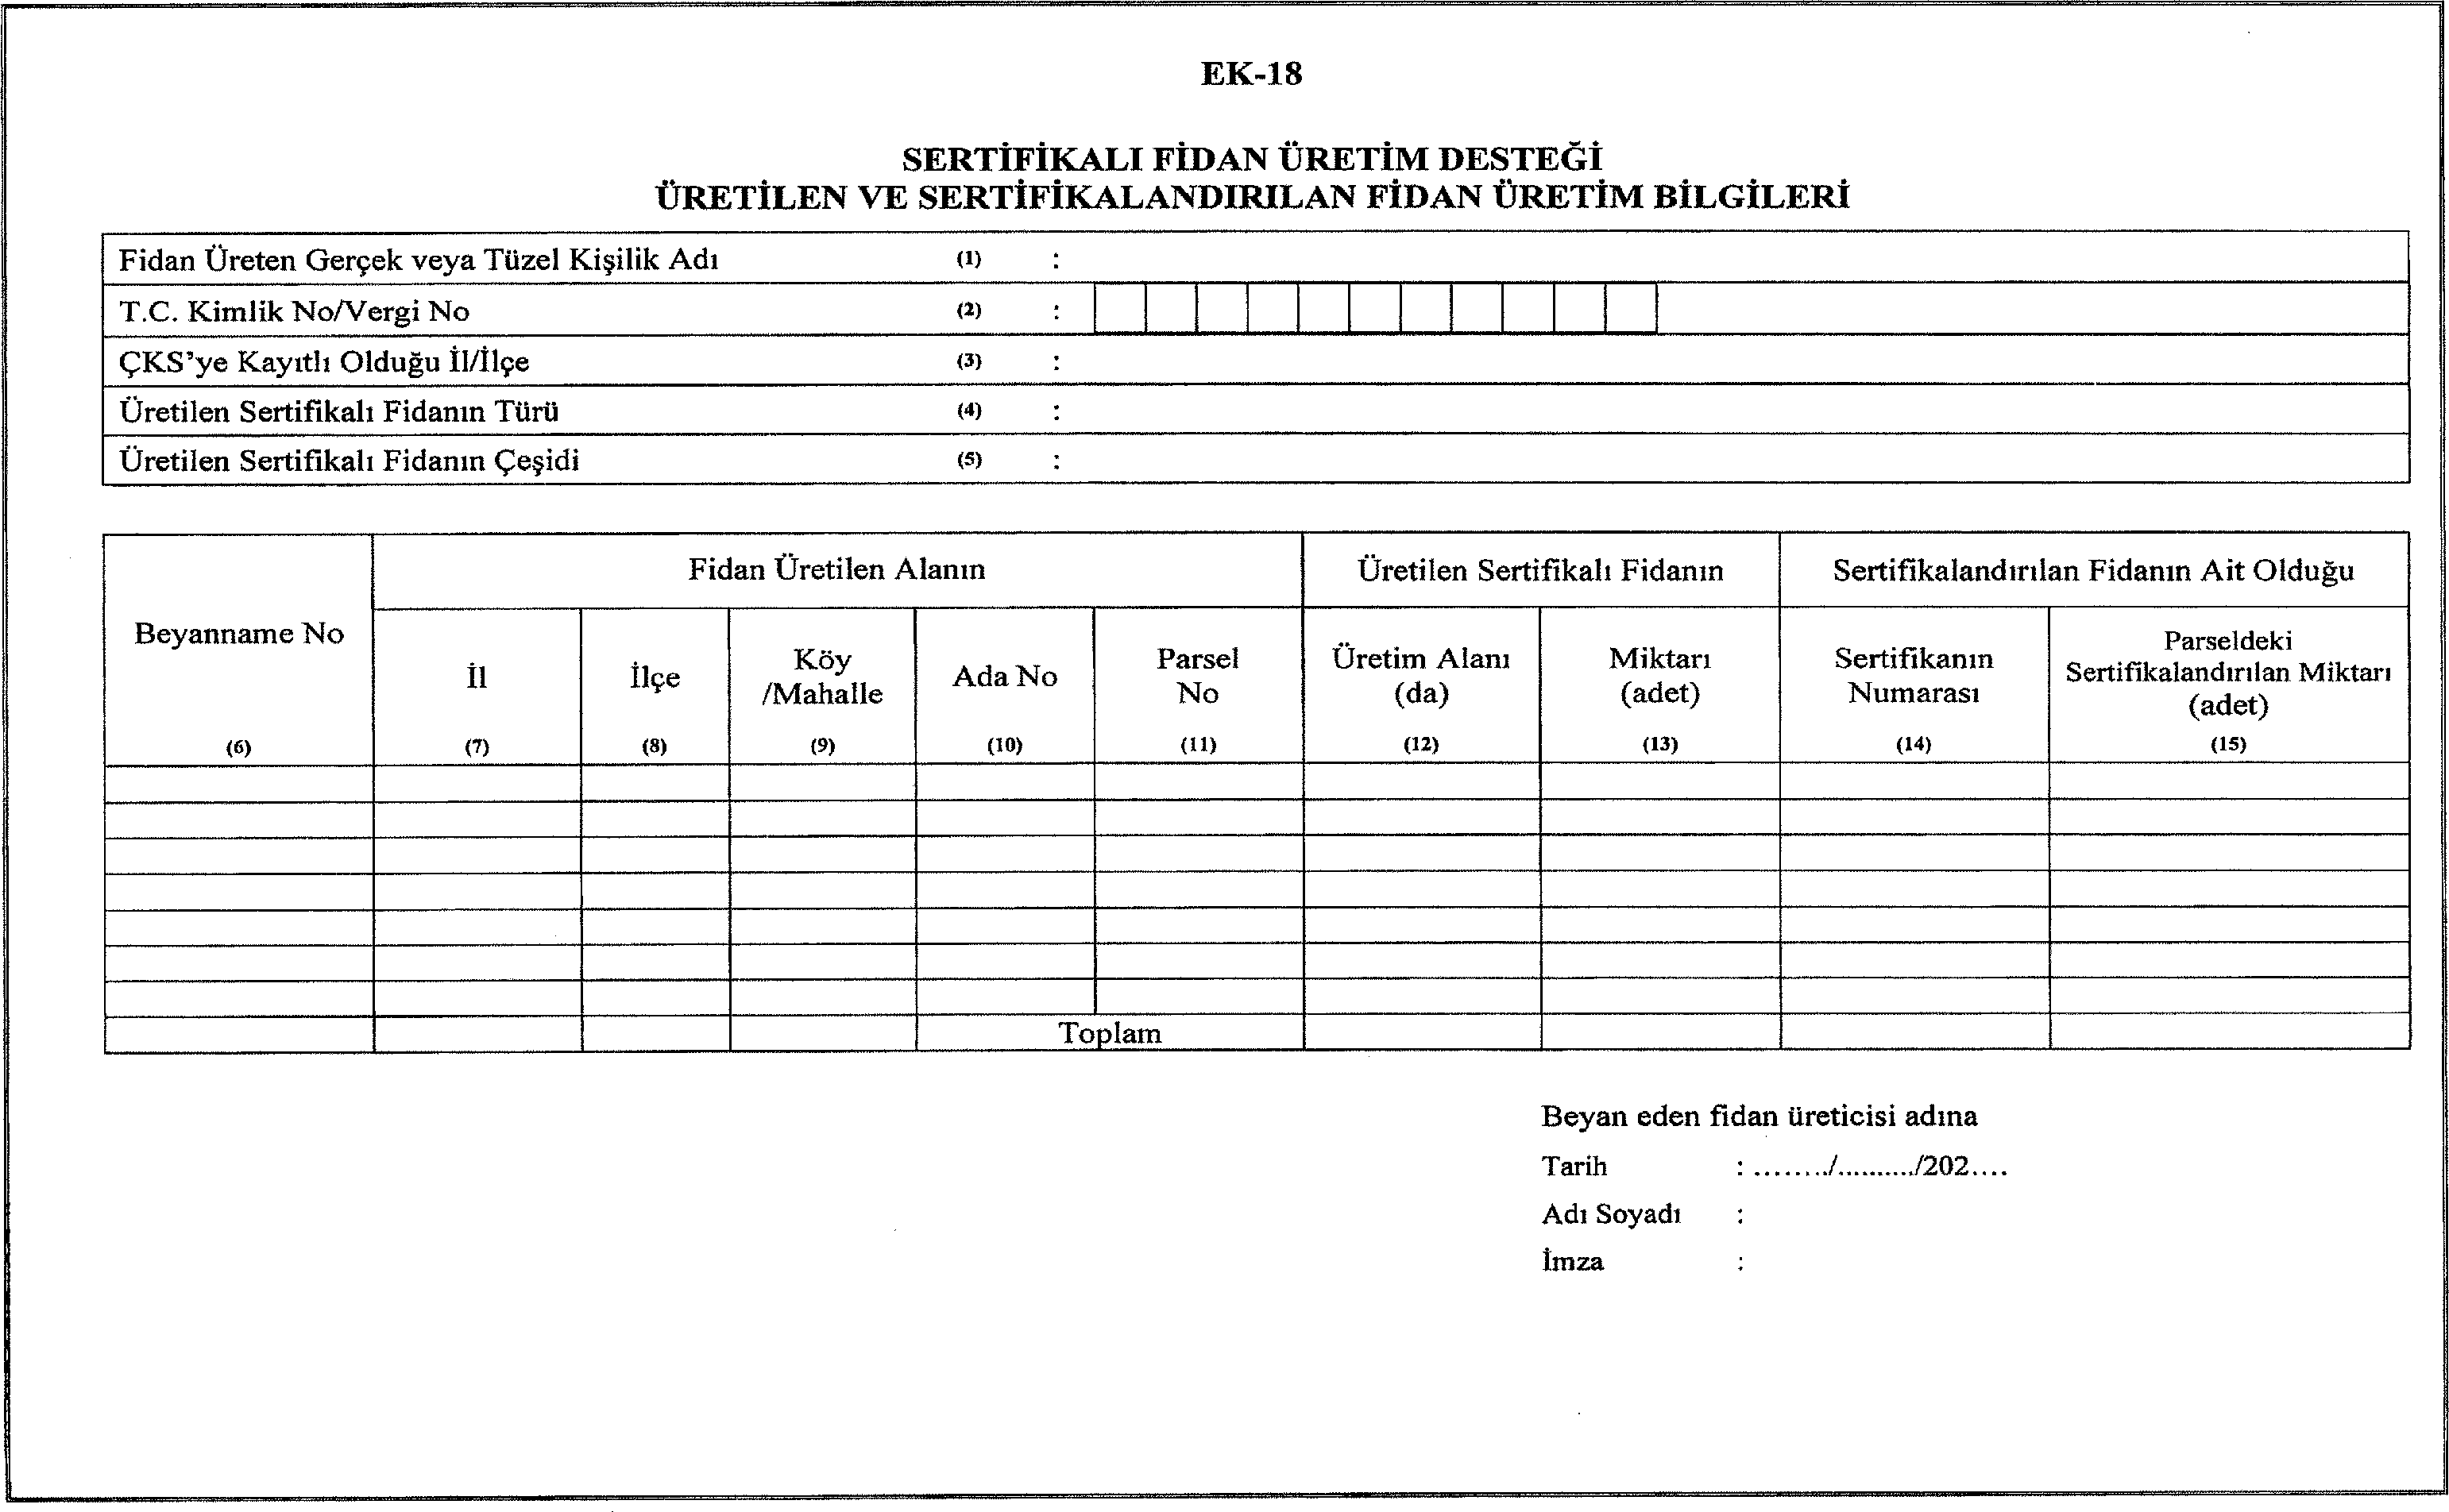 EK-18
SERTİFİKALI FİDAN ÜRETİM DESTEĞİ
ÜRETİLEN VE SERTİFİKALANDIRILAN FİDAN ÜRETİM BİLGİLERİ
Fidan Üreten Gerçek veya Tüzel Kişilik Adı (1) :
T.C. Kimlik No/Vergi No (2) :
ÇKS’ye Kayıtlı Olduğu İl/İlçe (3) :
Üretilen Sertifikalı Fidanın Türü (4) :
Üretilen Sertifikalı Fidanın Çeşidi (5) :
Fidan Üretilen Alanın Üretilen Sertifikalı Fidanın Sertifikalandırılan Fidanın Ait Olduğu
Beyanname No
(6)
İl
(7)
İlçe
(8)
Köy
/Mahalle
(9)
Ada No
(10)
Parsel
No
(11)
Üretim Alanı
(da)
(12)
Miktarı
(adet)
(13)
Sertifikanın
Numarası
(14)
Parseldeki
Sertifikalandırılan Miktarı
(adet)
(15)
Toplam
Beyan eden fidan üreticisi adına
Tarih : ......../........../202....
Adı Soyadı :
İmza :